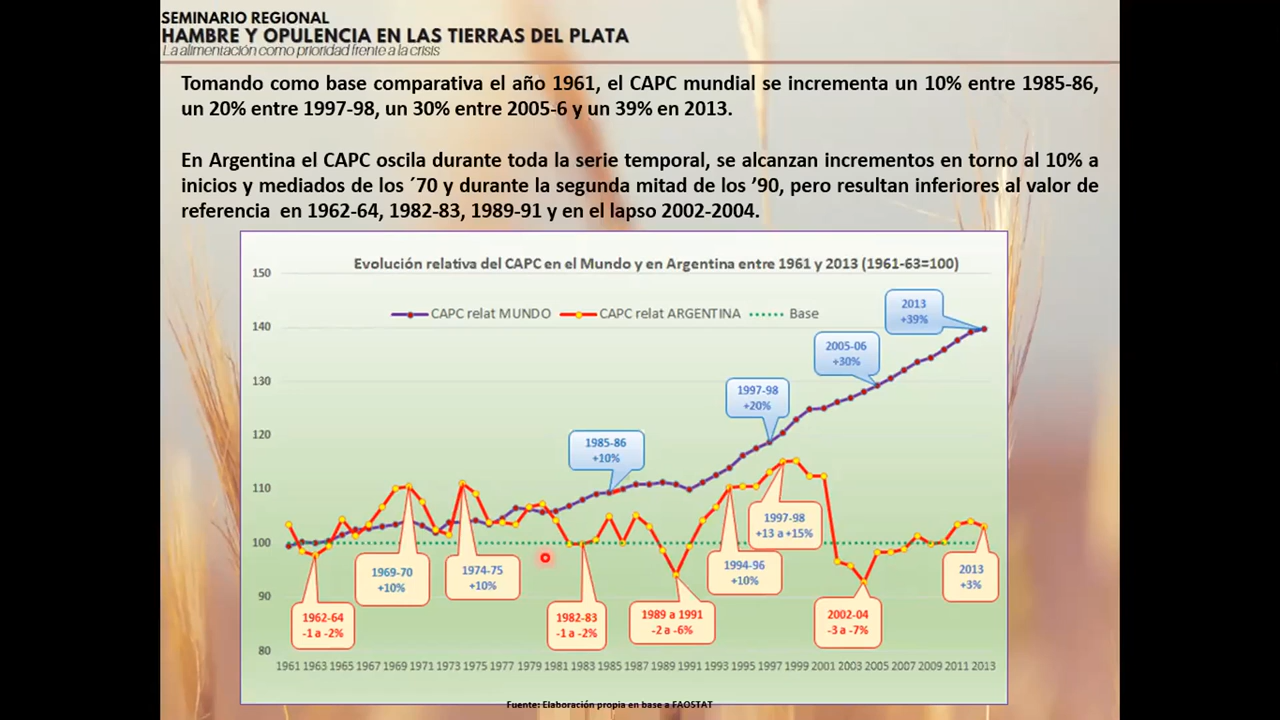 SEMINARIO REGIONAL
HAMBRE Y OPULENCIA EN LAS TIERRAS DEL PLATA
La alimentación como prioridad frente a la crisis
Tomando como base comparativa el año 1961, el CAPC mundial se incrementa un 10% entre 1985-86,
un 20% entre 1997-98, un 30% entre 2005-6 y un 39% en 2013.
En Argentina el CAPC oscila durante toda la serie temporal, se alcanzan incrementos en torno al 10% a
inicios y mediados de los ´70 y durante la segunda mitad de los ’90, pero resultan inferiores al valor de
referencia en 1962-64, 1982-83, 1989-91 y en el lapso 2002-2004.
Evolución relativa del CAPC en el Mundo y en Argentina entre 1961 y 2013 (1961-63=100)
150
CAPC relat MUNDO CAPC relat ARGENTINA Base
2013
+39%
140
2005-06
+30%
130
1997-98
+20%
120
1985-86
+10%
110
1997-98
+13 a +15%
100
1969-70
+10%
1974-75
+10%
1994-96
+10%
2013
+3%
90
1962-64
-1 a -2%
1982-83
-1 a -2%
1989 a 1991
-2 a -6%
2002-04
-3 a -7%
80
1961 1963 1965 1967 1969 1971 1973 1975 1977 1979 1981 1983 1985 1987 1989 1991 1993 1995 1997 1999 2001 2003 2005 2007 2009 2011 2013
Fuente: Elaboración propia en base a FAOSTAT